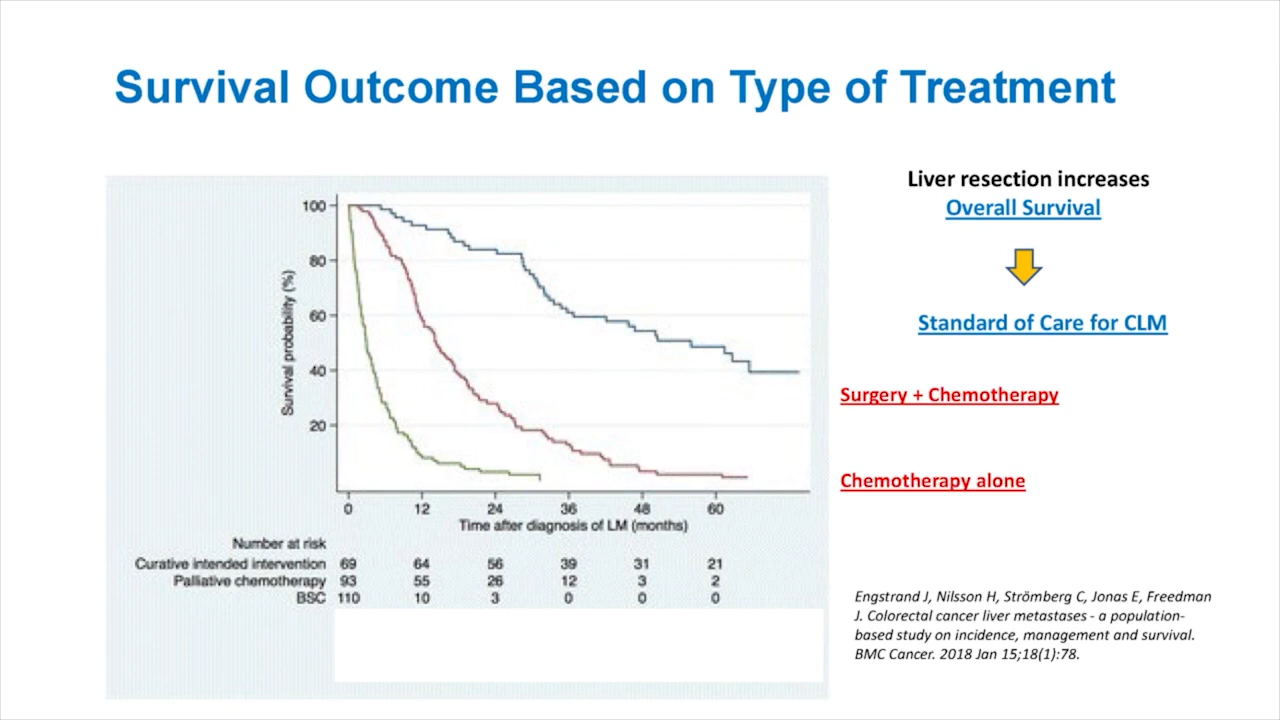 Survival Outcome Based on Type of Treatment
Liver resection increases
Overall Survival
Standard of Care for CLM
Surgery + Chemotherapy
Chemotherapy alone
Survival probability (%)
100
80
60
40
20
0 12 24 36 48 60
Time after diagnosis of LM (months)
Number at risk
Curative intended intervention 69 64 56 39 31 21
Palliative chemotherapy 93 55 26 12 3 2
BSC 110 10 3 0 0 0
Engstrand J, Nilsson H, Strömberg C, Jonas E, Freedman
J. Colorectal cancer liver metastases - a population-
based study on incidence, management and survival.
BMC Cancer. 2018 Jan 15;18(1):78.